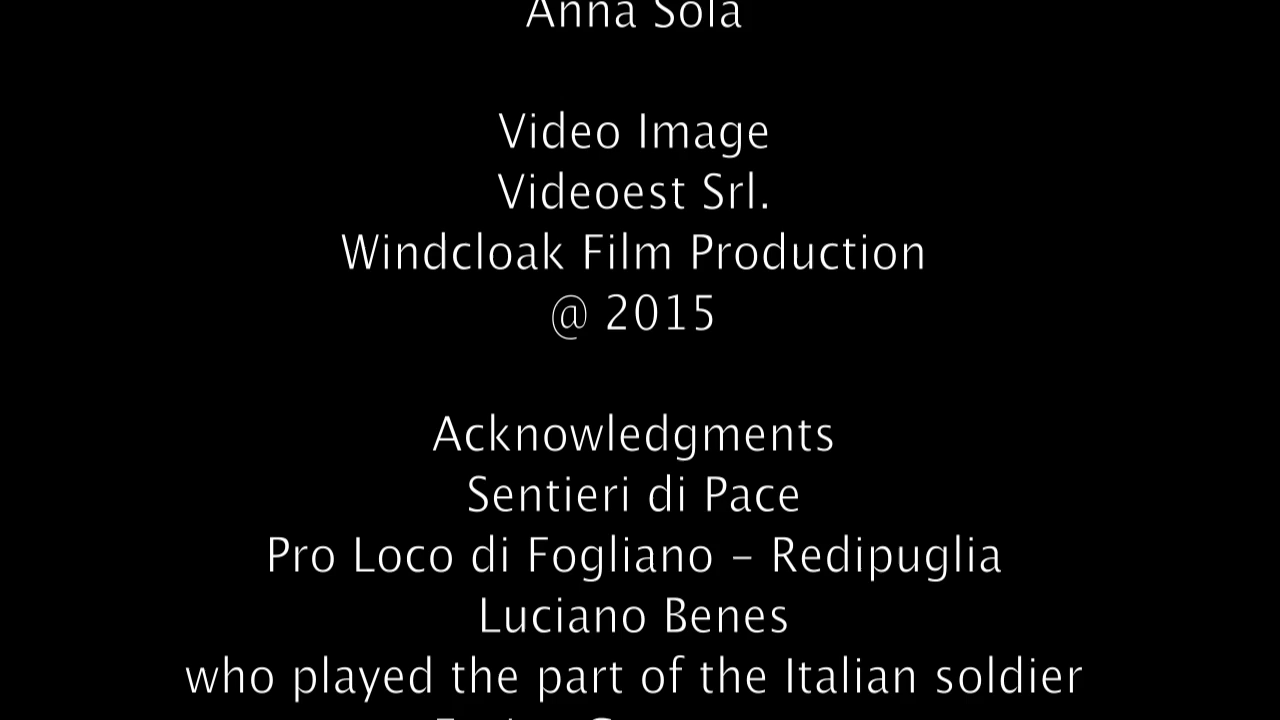 Anna Sola
Video Image
Videoest Srl.
Windcloak Film Production
@ 2015
Acknowledgments
Sentieri di Pace
Pro Loco di Fogliano – Redipuglia
Luciano Benes
who played the part of the Italian soldier